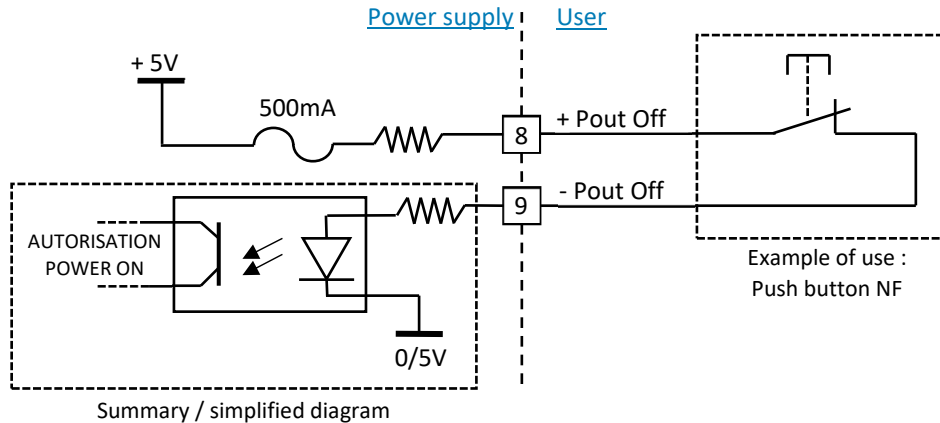 Power supply
User
+ 5V
500mA
8
+ Pout Off
9
- Pout Off
AUTORISATION
POWER ON
0/5V
Example of use :
Push button NF
Summary / simplified diagram